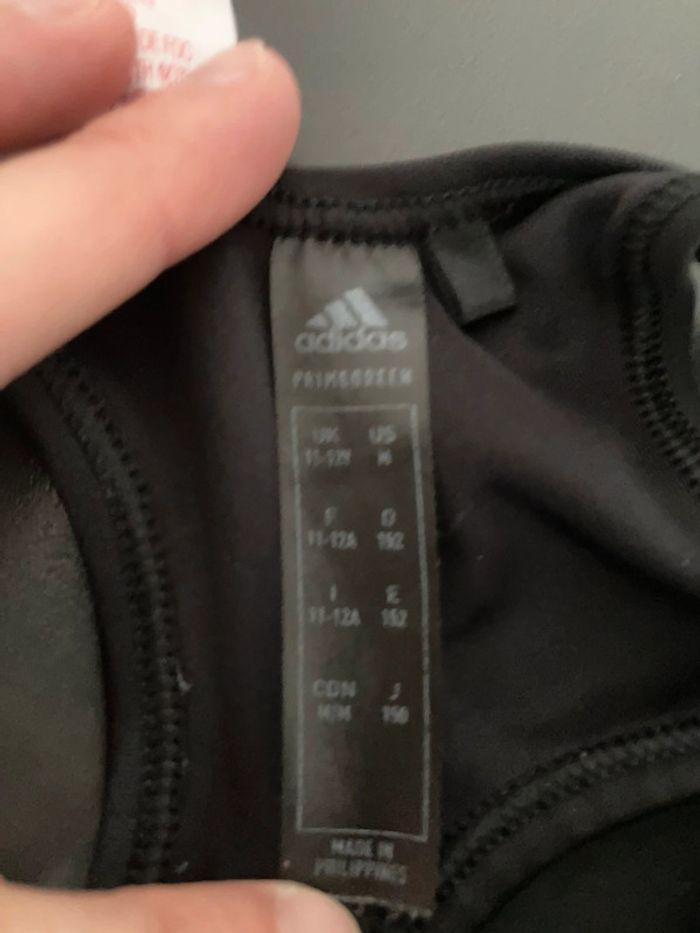 adidas
PRIMEGREEN
UK US
11-12Y M
F D
11-12A 152
I E
11-12A 152
CDN J
M/M 150
MADE IN
PHILIPPINES